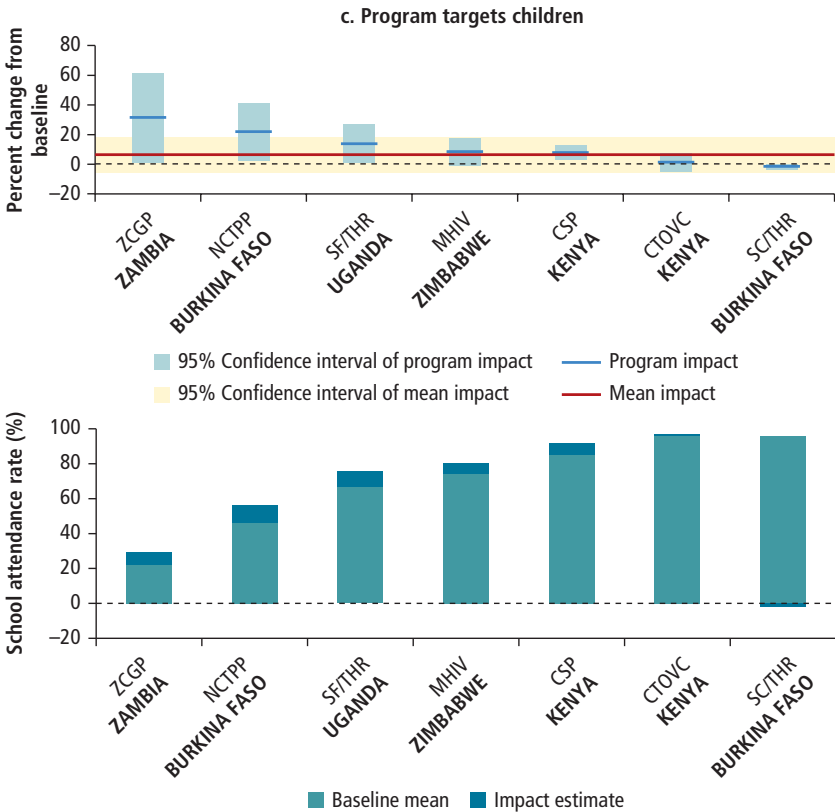 c. Program targets children
Percent change from
baseline
80
60
40
20
0
–20
ZCGP
ZAMBIA
NCTPP
BURKINA FASO
SF/THR
UGANDA
MHIV
ZIMBABWE
CSP
KENYA
CTOVC
KENYA
SC/THR
BURKINA FASO
95% Confidence interval of program impact
Program impact
95% Confidence interval of mean impact
Mean impact
School attendance rate (%)
100
80
60
40
20
0
–20
ZCGP
ZAMBIA
NCTPP
BURKINA FASO
SF/THR
UGANDA
MHIV
ZIMBABWE
CSP
KENYA
CTOVC
KENYA
SC/THR
BURKINA FASO
Baseline mean
Impact estimate